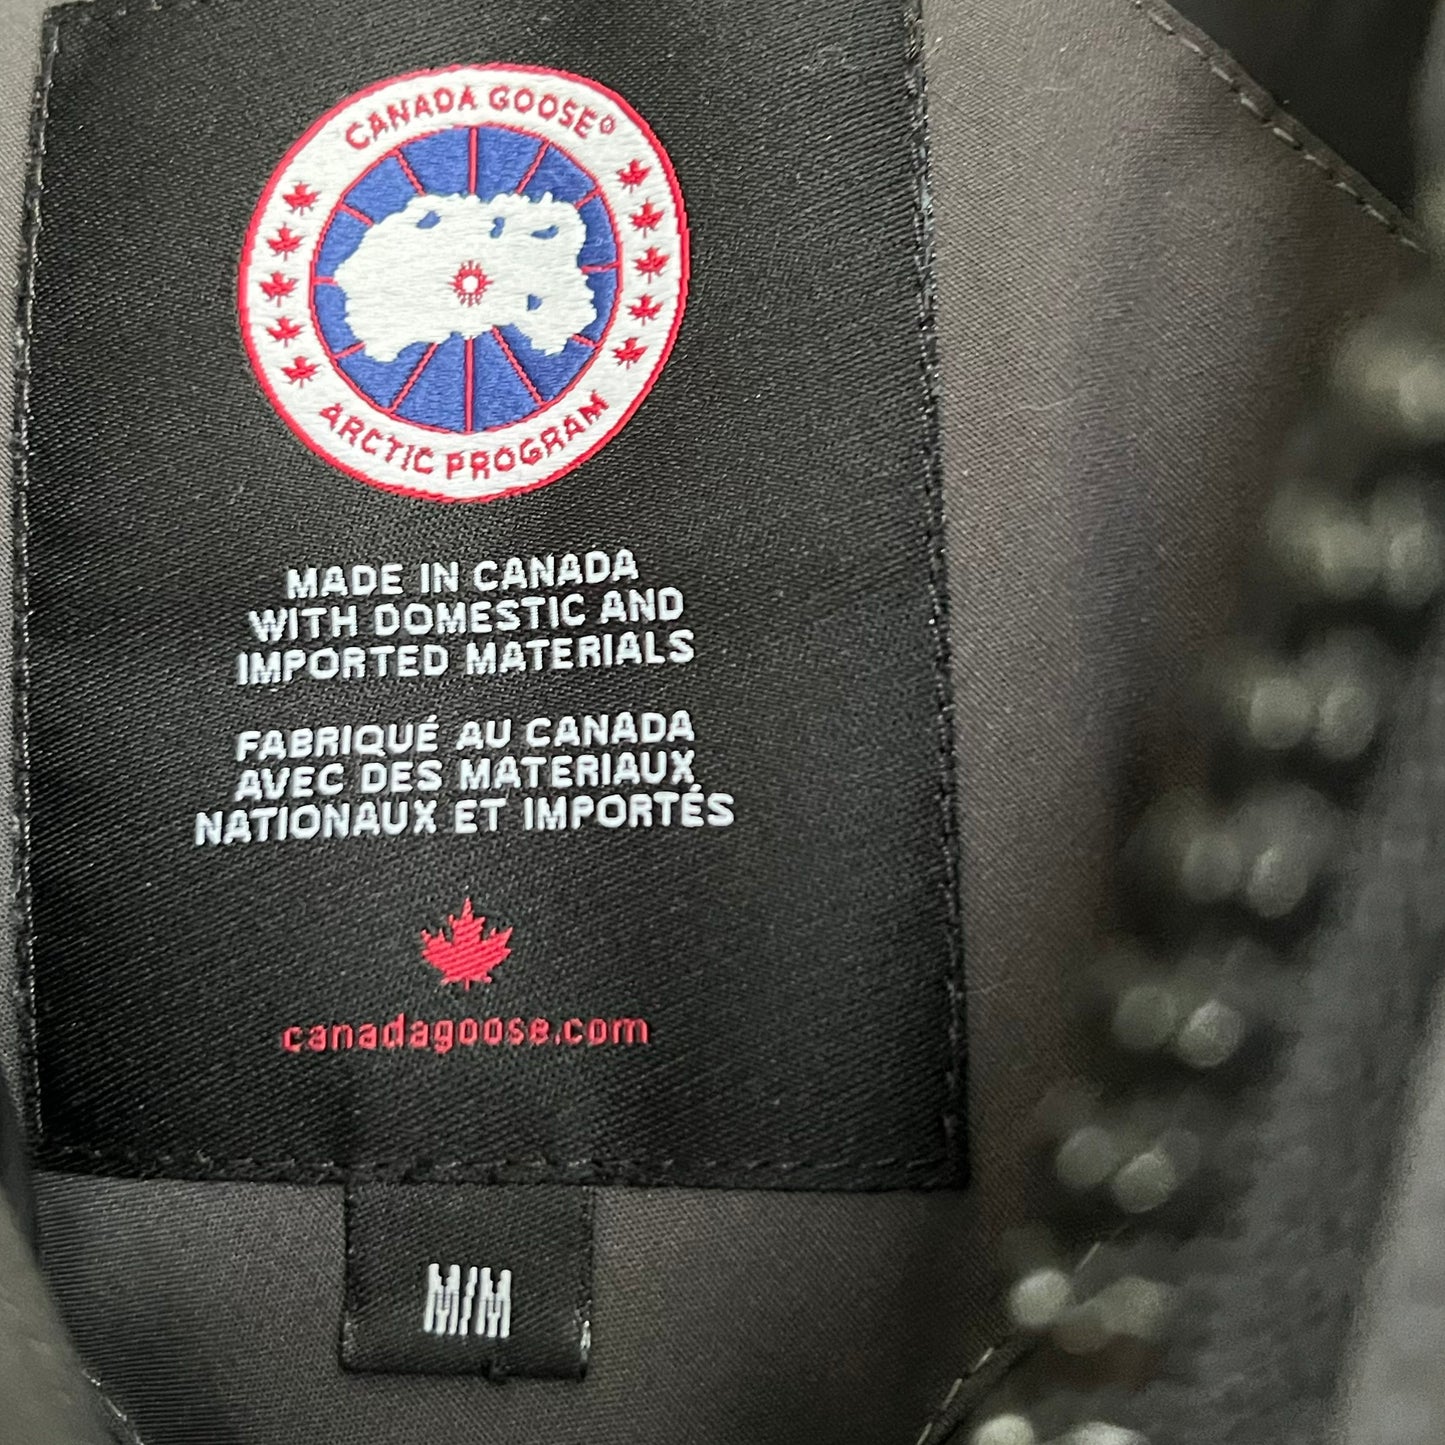 CANADA GOOSE®
ARCTIC PROGRAM
MADE IN CANADA
WITH DOMESTIC AND
IMPORTED MATERIALS
FABRIQUÉ AU CANADA
AVEC DES MATERIAUX
NATIONAUX ET IMPORTÉS
canadagoose.com
M/M